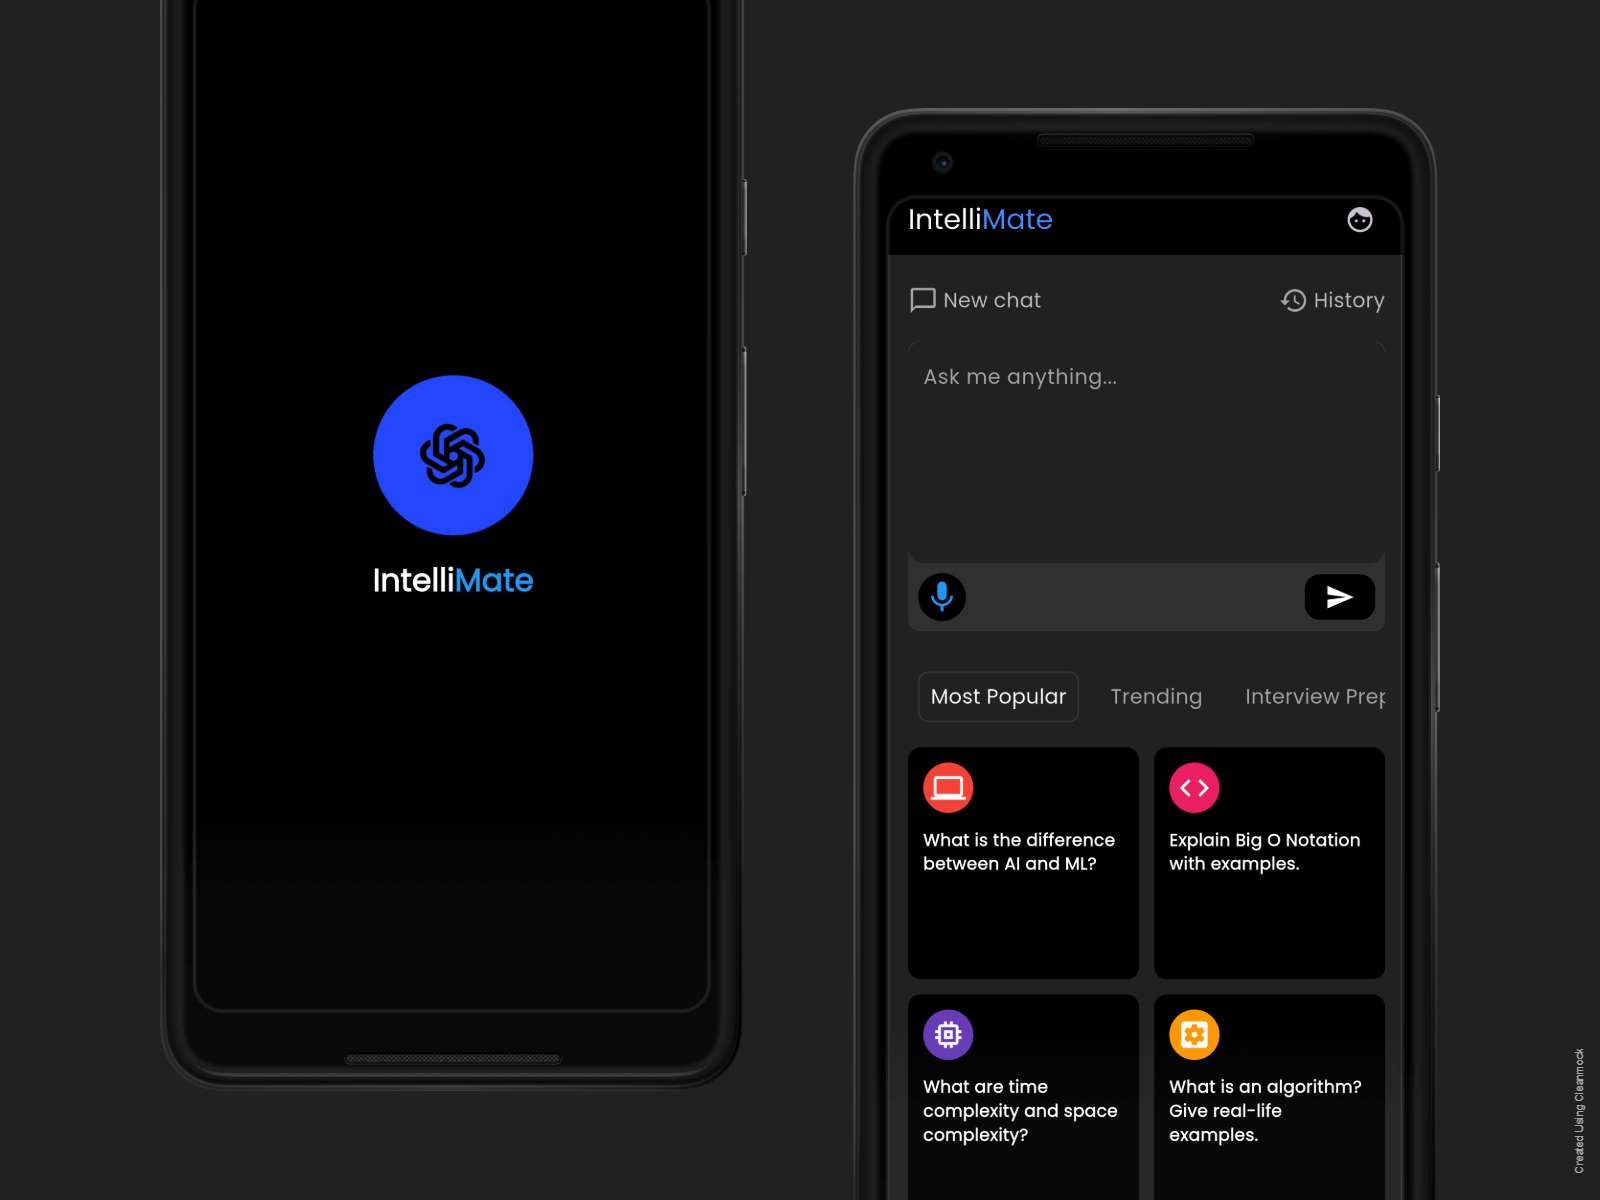 IntelliMate
IntelliMate
New chat
History
Ask me anything...
Most Popular
Trending
Interview Prep
What is the difference
between AI and ML?
Explain Big O Notation
with examples.
What are time
complexity and space
complexity?
What is an algorithm?
Give real-life
examples.
Created Using Cleanmock